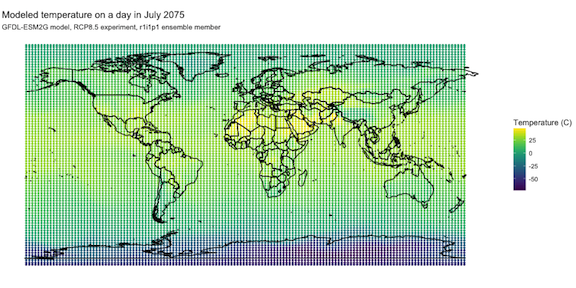 Modeled temperature on a day in July 2075
GFDL-ESM2G model, RCP8.5 experiment, r1i1p1 ensemble member
Temperature (C)
25
0
-25
-50